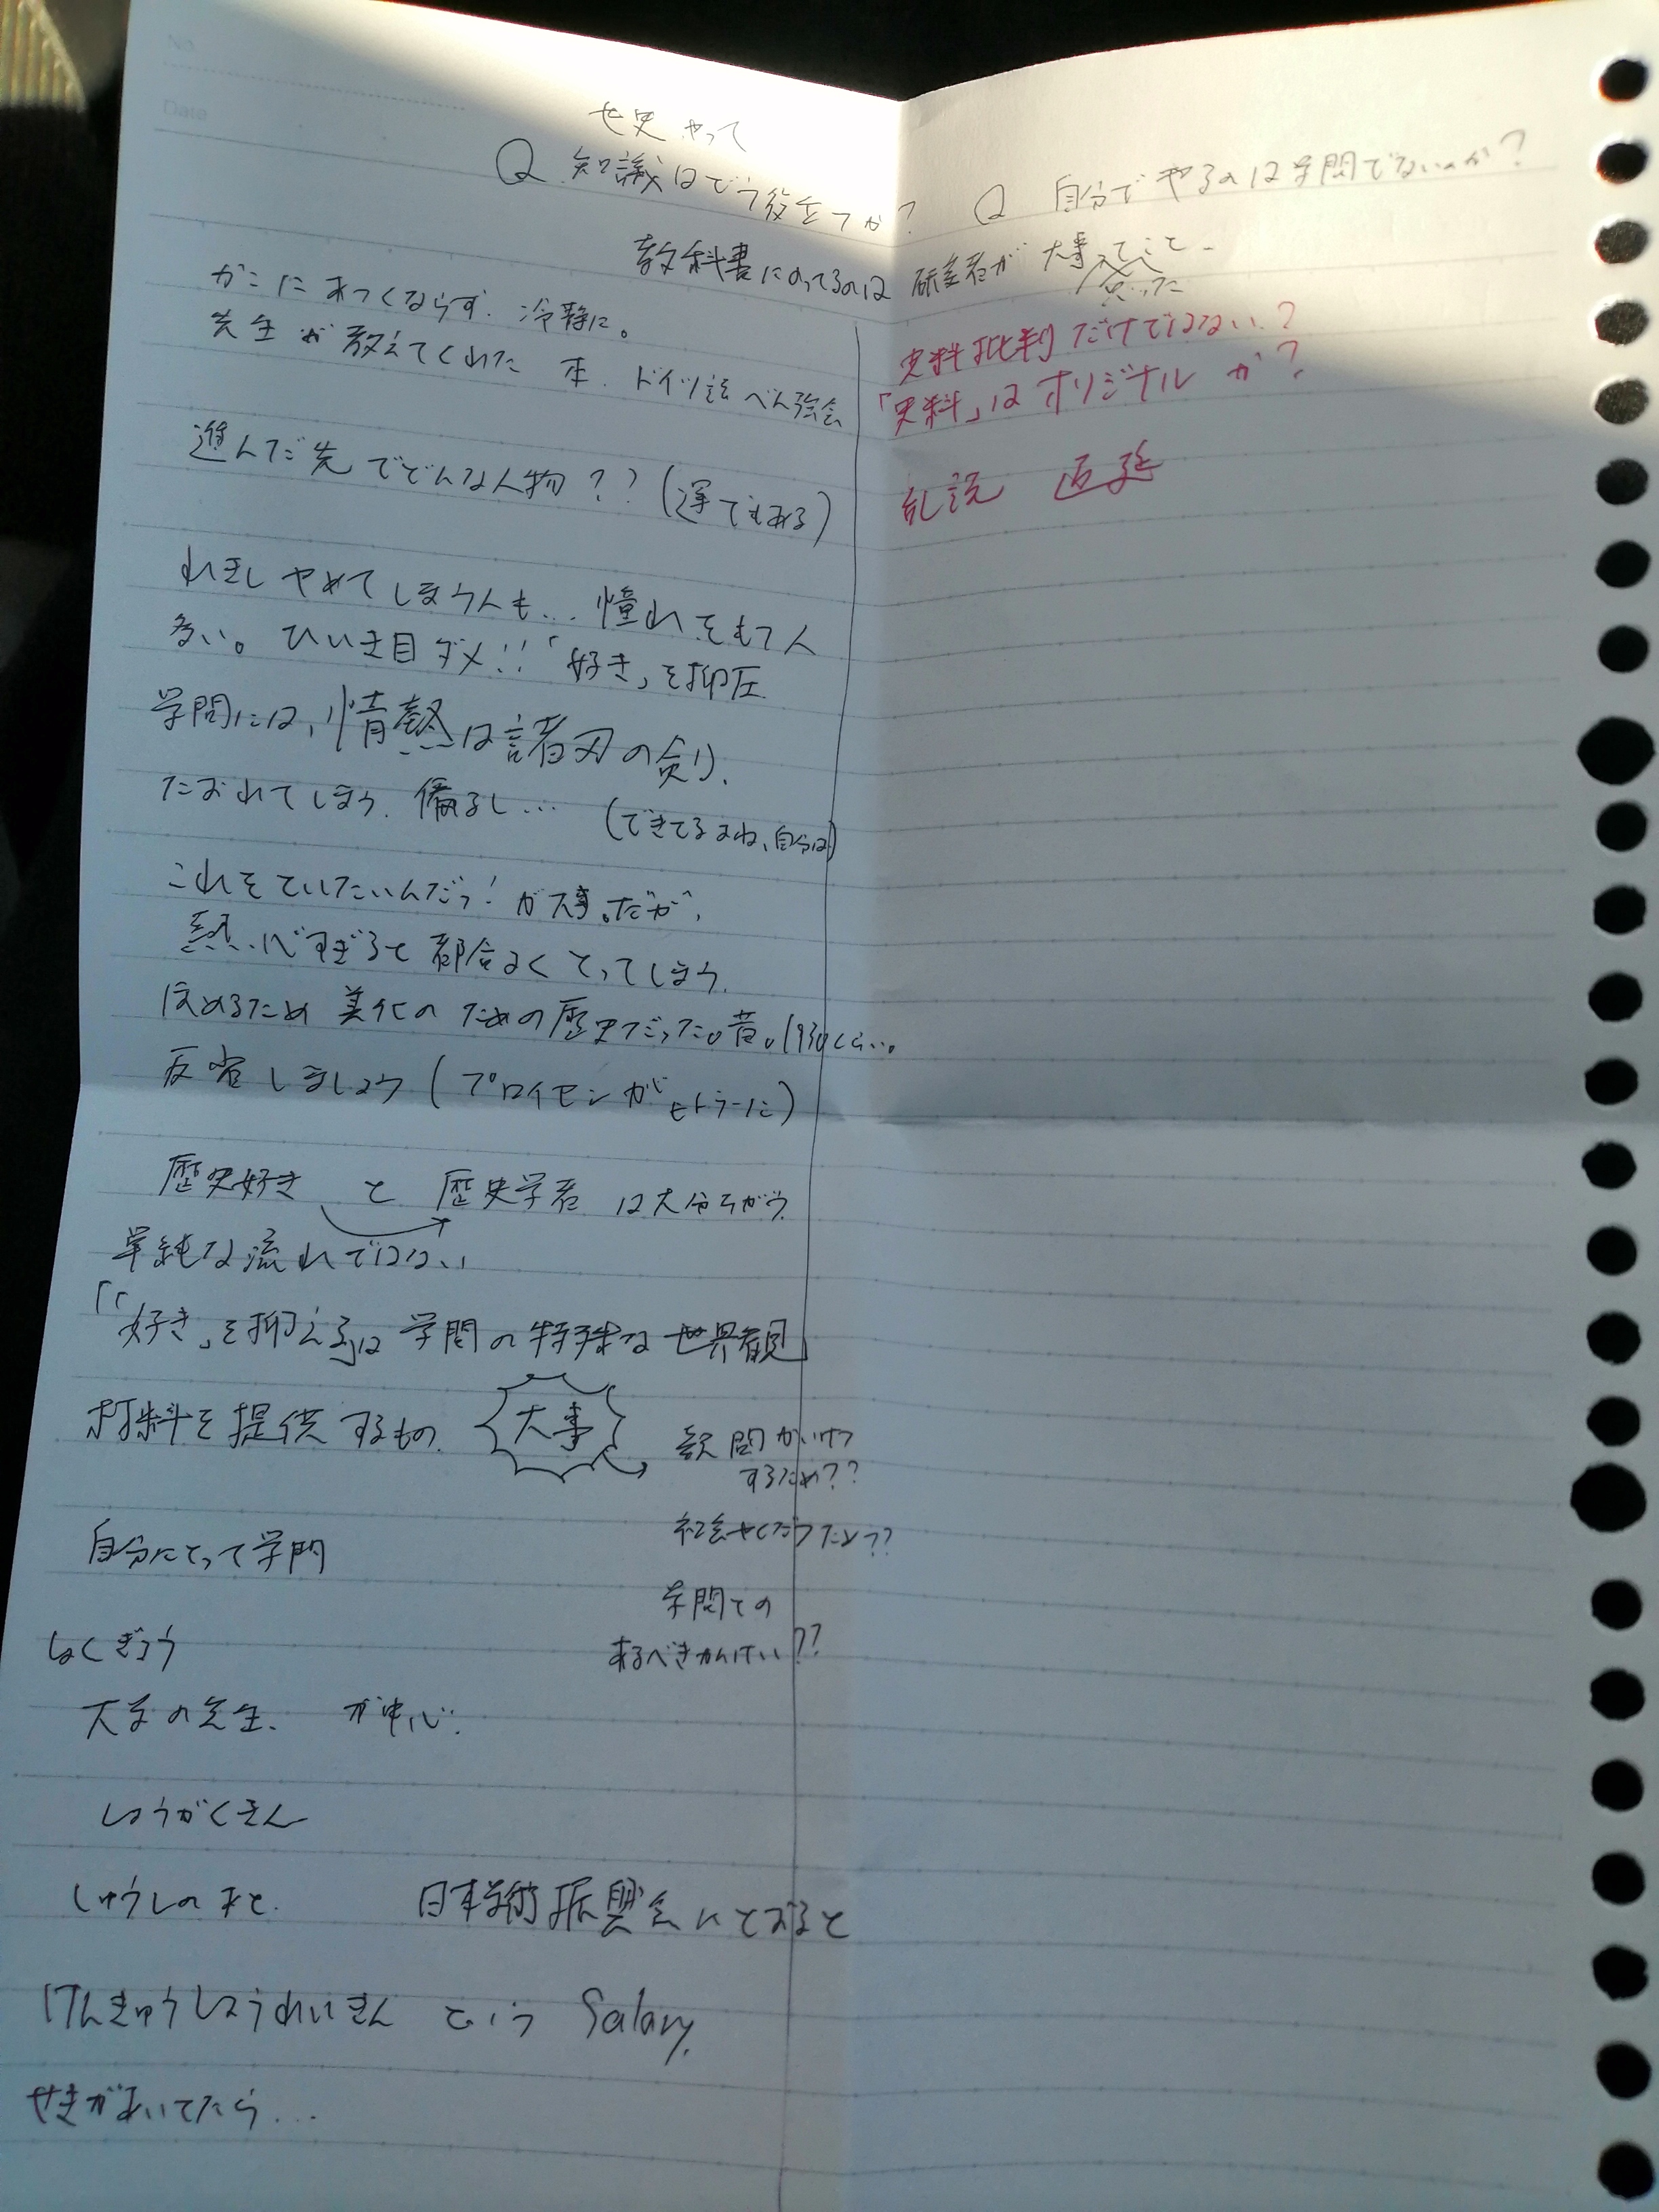 No.
Date
世史 やって
Q 知識はどう役立つか?
Q 自分でやるのは学問でないのか?
教科書にのってるのは 研究者が 大事って思ったこと
かこにあつくならず、冷静に。
先生が教えてくれた 本、ドイツ語べん強会
進んだ先でどんな人物??(運でもある)
れきしやめてしまう人も… 憧れをもつ人
多い。ひいき目ダメ!!「好き」を抑圧
学問には、情熱は諸刃の剣。
たおれてしまう、偏るし… (できてるよね、自分は)
これをていしたいんだっ!が大事。だが、
熱心すぎると都合よくとってしまう。
ほめるため 美化の ための歴史だった。昔。1930くらい。
反省しましょう(プロイセンがヒトラーに)
歴史好き と 歴史学者 は大分ちがう。
単純な流れではない
「「好き」を抑える」は 学問の特殊な世界観
材料を提供するもの。 大事
疑問かいけつ
するため??
社会やくだつため??
学問との
あるべきかんけい??
自分にとって学問
しょくぎょう
大学の先生、 が中心。
しょうがくきん
しゅうしのあと、 日本学術振興会にとおると
けんきゅうしょうれいきん という Salary.
せきがあいてたら…
史料批判だけではない?
「史料」はオリジナルか?
乱説